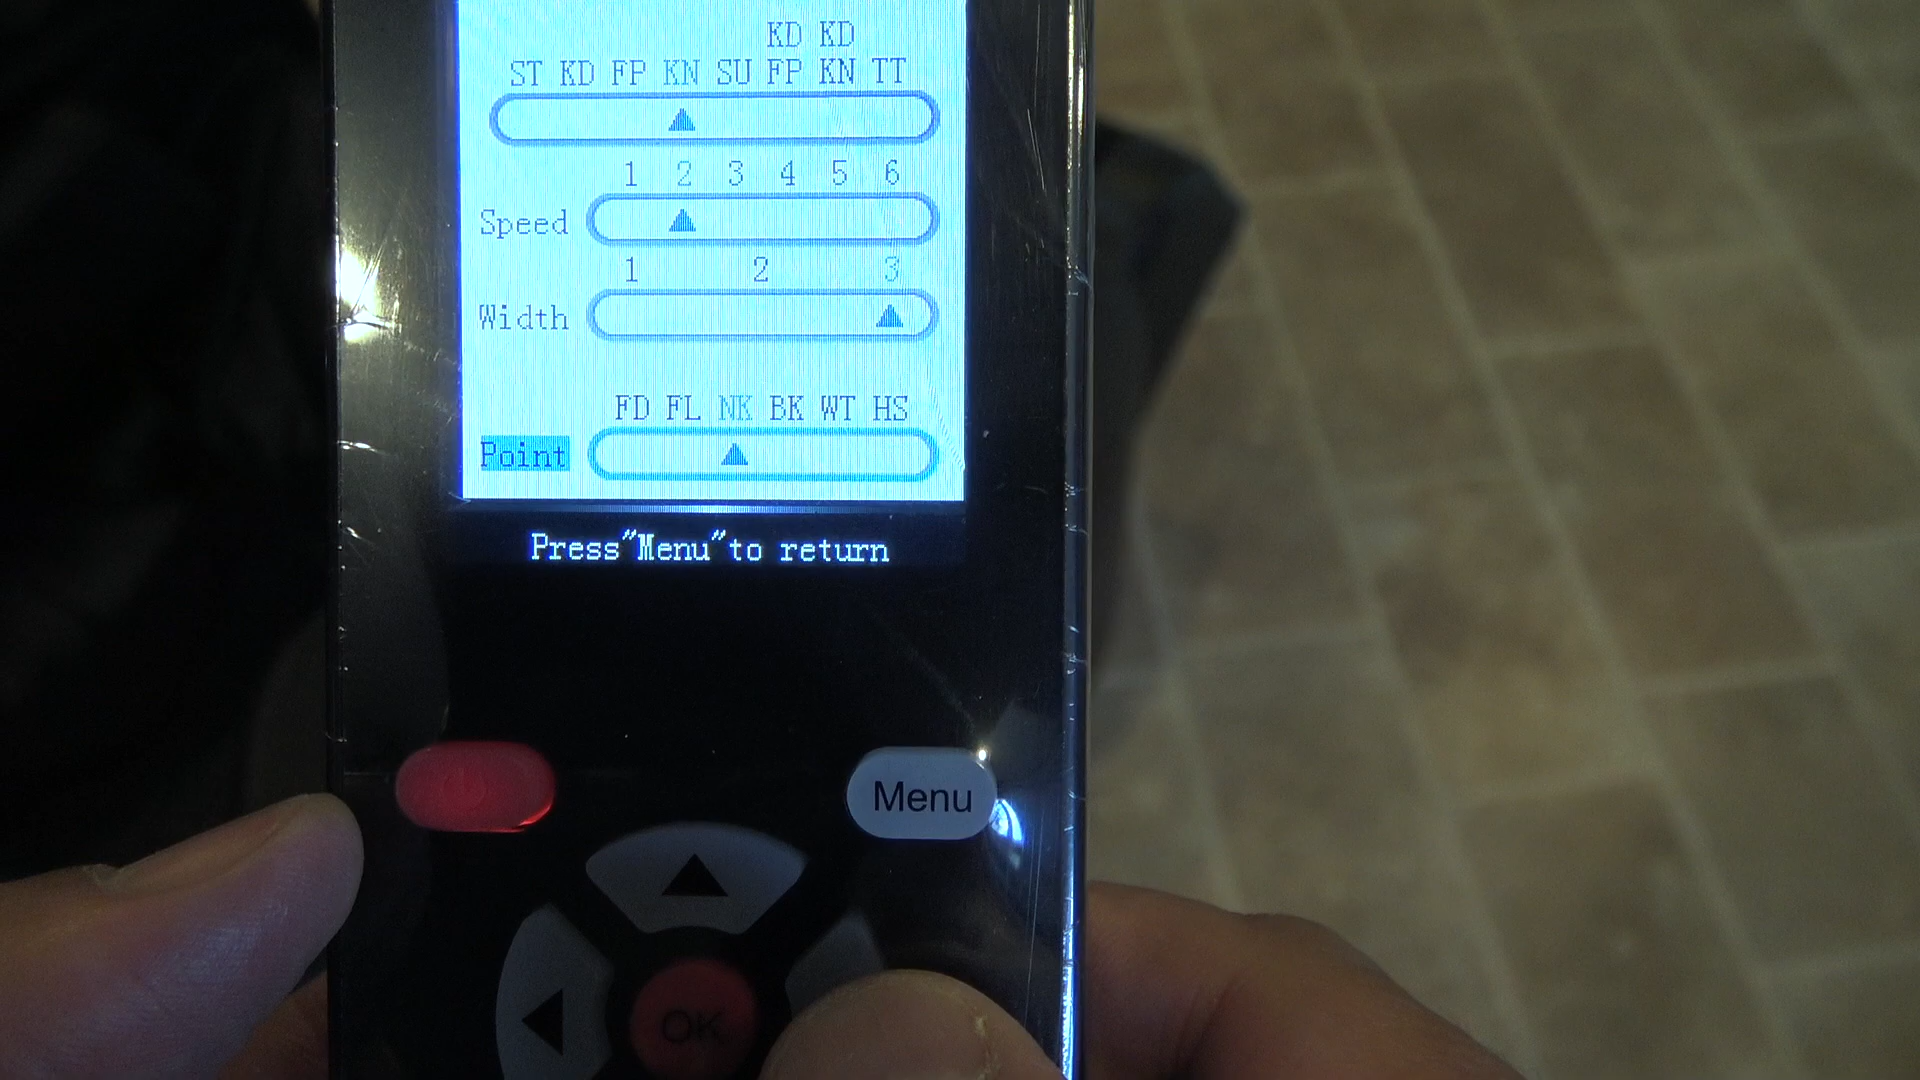 KD KD
ST KD FP KN SU FP KN TT
1 2 3 4 5 6
Speed
1 2 3
Width
FD FL NK BK WT HS
Point
Press"Menu"to return
Menu
OK